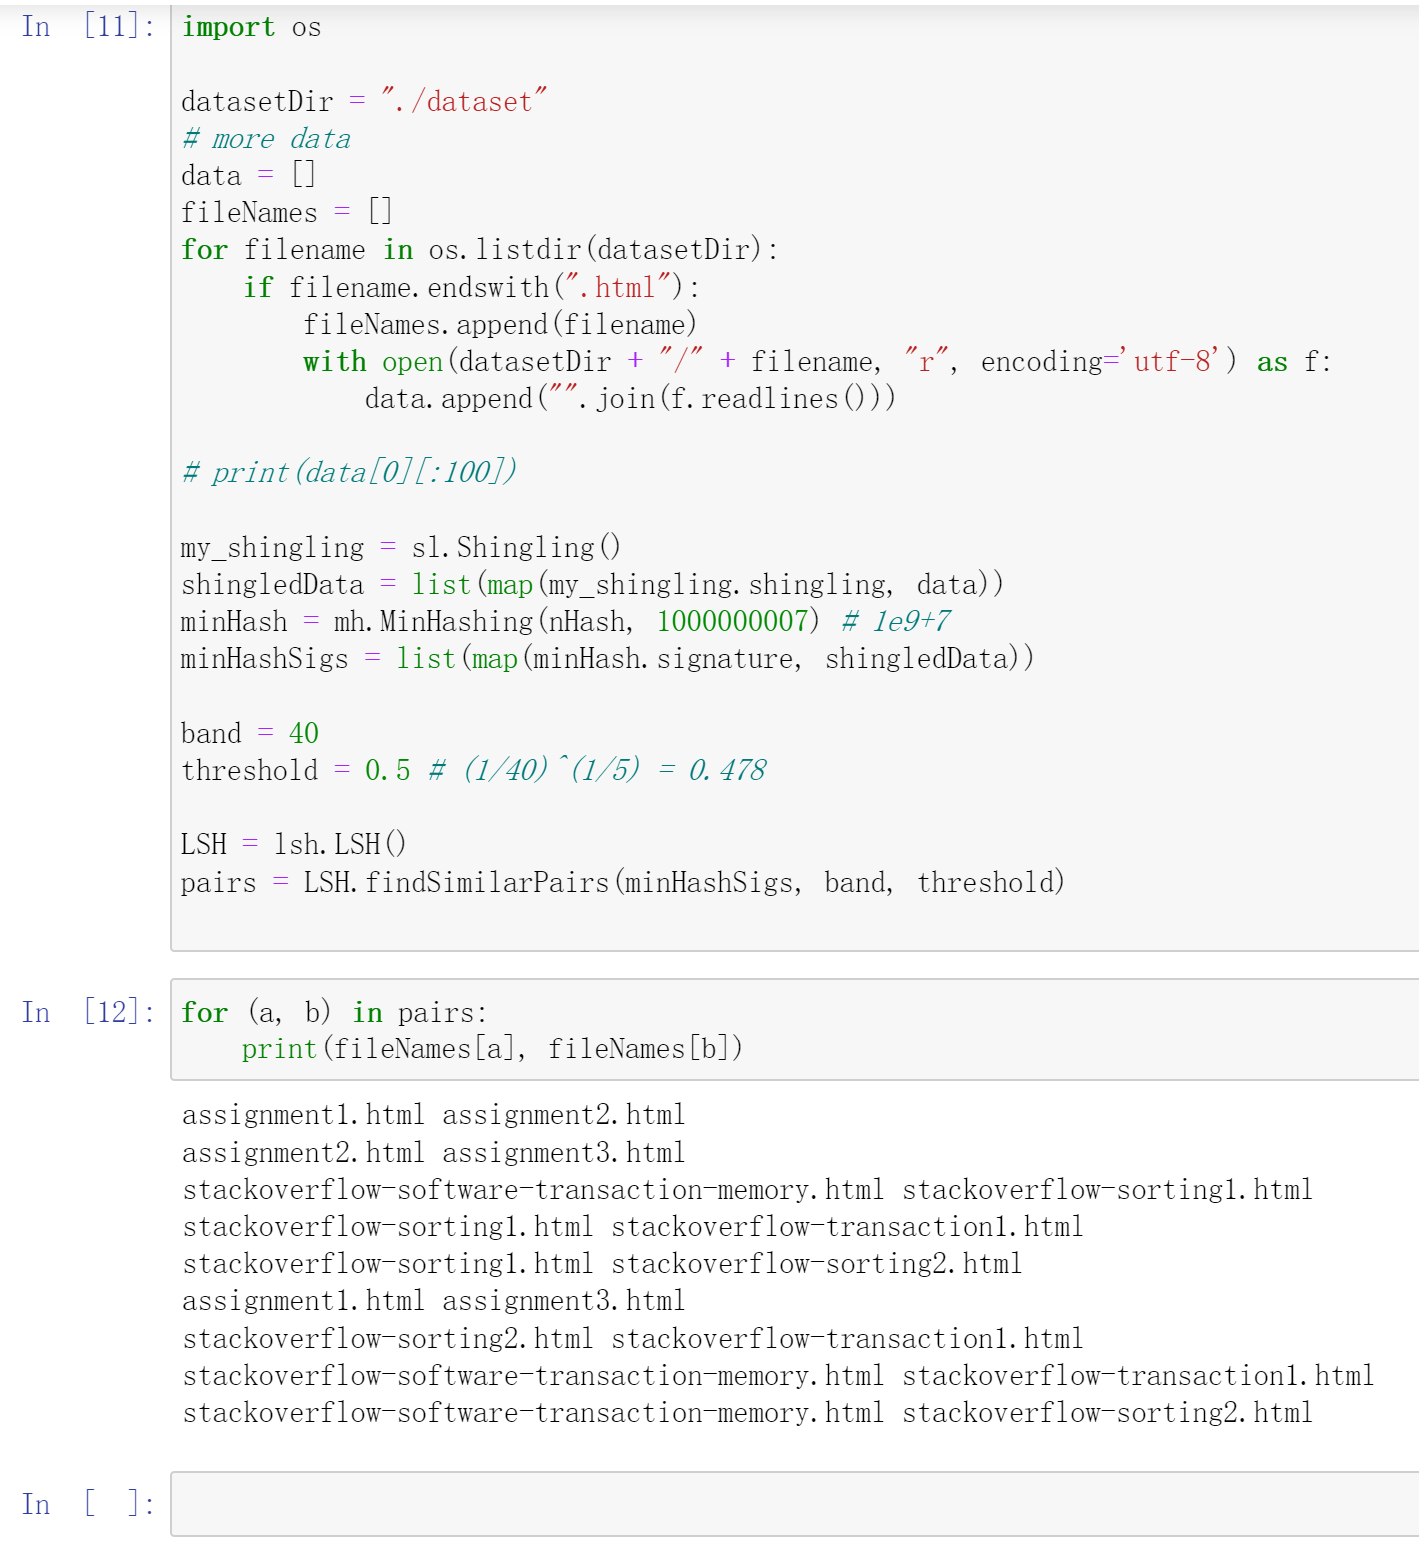 In [11]: import os
datasetDir = "./dataset"
# more data
data = []
fileNames = []
for filename in os.listdir(datasetDir):
    if filename.endswith(".html"):
        fileNames.append(filename)
        with open(datasetDir + "/" + filename, "r", encoding='utf-8') as f:
            data.append("".join(f.readlines()))
# print(data[0][:100])
my_shingling = sl.Shingling()
shingledData = list(map(my_shingling.shingling, data))
minHash = mh.MinHashing(nHash, 1000000007) # 1e9+7
minHashSigs = list(map(minHash.signature, shingledData))
band = 40
threshold = 0.5 # (1/40)^(1/5) = 0.478
LSH = lsh.LSH()
pairs = LSH.findSimilarPairs(minHashSigs, band, threshold)
In [12]: for (a, b) in pairs:
    print(fileNames[a], fileNames[b])
assignment1.html assignment2.html
assignment2.html assignment3.html
stackoverflow-software-transaction-memory.html stackoverflow-sorting1.html
stackoverflow-sorting1.html stackoverflow-transaction1.html
stackoverflow-sorting1.html stackoverflow-sorting2.html
assignment1.html assignment3.html
stackoverflow-sorting2.html stackoverflow-transaction1.html
stackoverflow-software-transaction-memory.html stackoverflow-transaction1.html
stackoverflow-software-transaction-memory.html stackoverflow-sorting2.html
In [ ]: